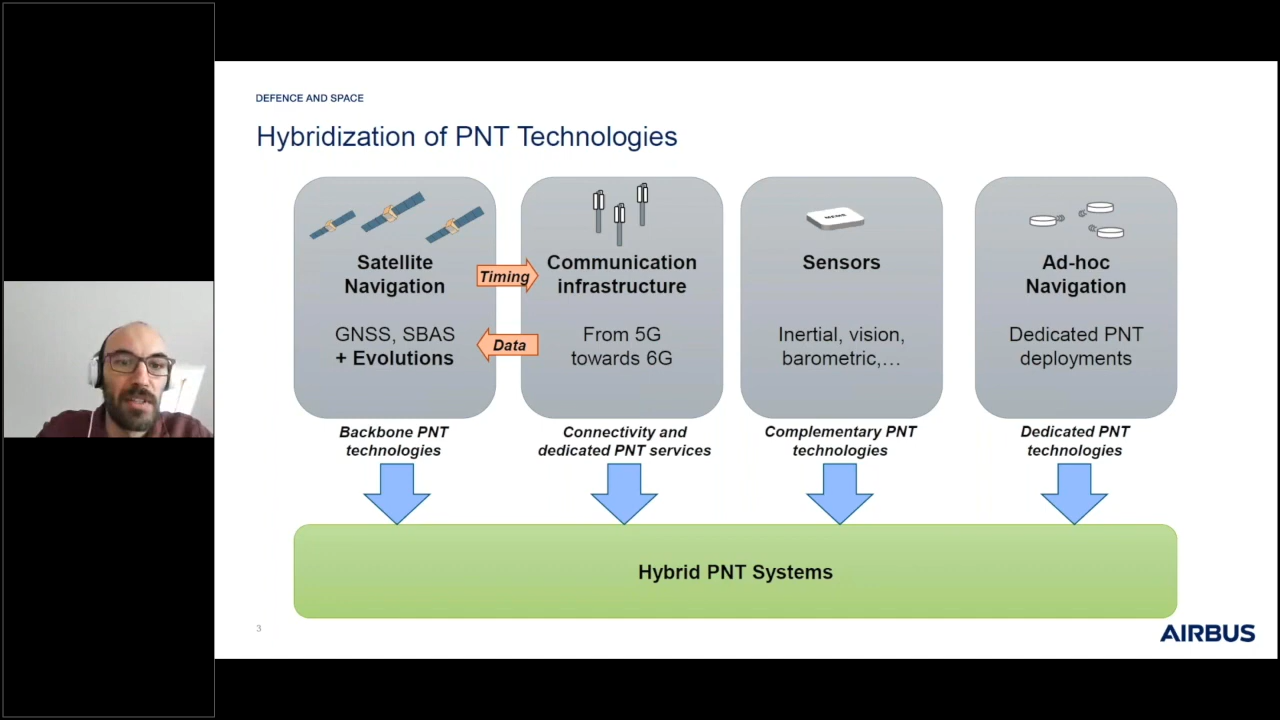 DEFENCE AND SPACE
Hybridization of PNT Technologies
Satellite
Navigation
GNSS, SBAS
+ Evolutions
Timing
Data
Communication
infrastructure
From 5G
towards 6G
Sensors
Inertial, vision,
barometric,…
Ad-hoc
Navigation
Dedicated PNT
deployments
Backbone PNT
technologies
Connectivity and
dedicated PNT services
Complementary PNT
technologies
Dedicated PNT
technologies
Hybrid PNT Systems
3
AIRBUS